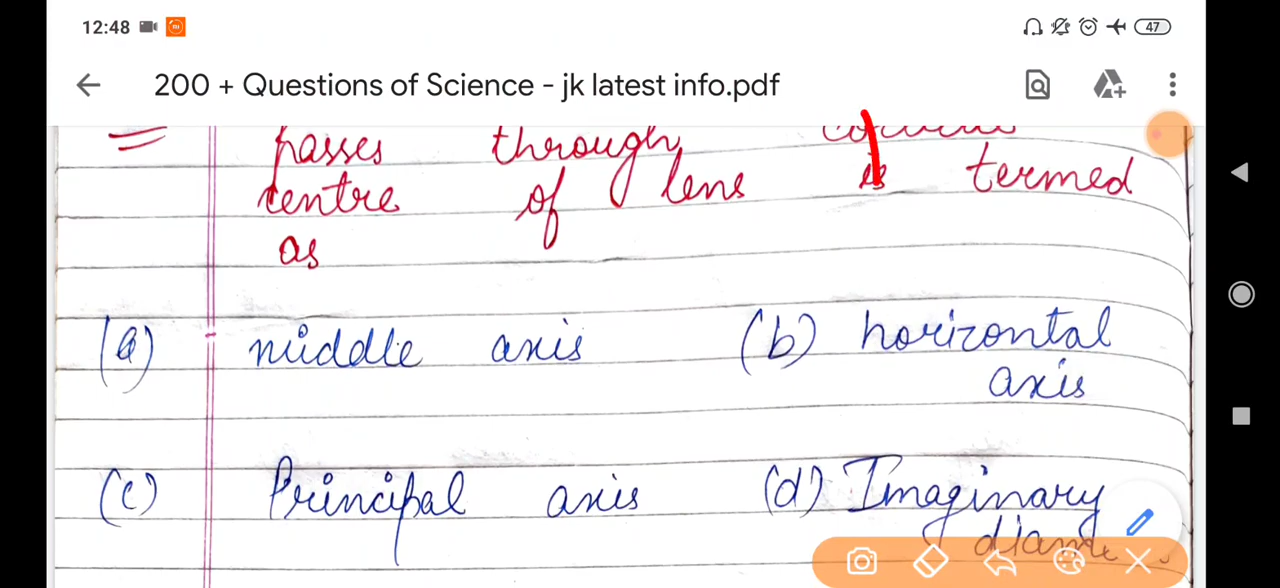 12:48
47
200 + Questions of Science - jk latest info.pdf
passes through
centre of lens is termed
as
(a) middle axis (b) horizontal
axis
(c) Principal axis (d) Imaginary